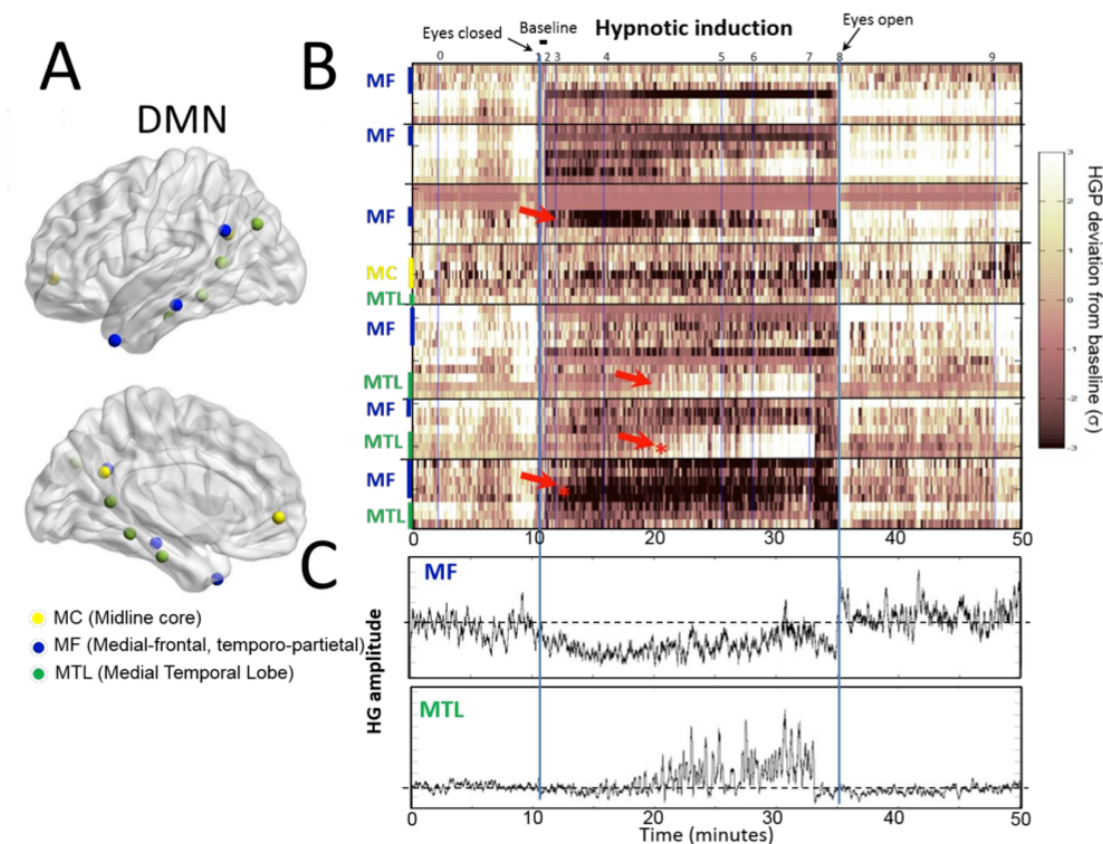 A
DMN
MC (Midline core)
MF (Medial-frontal, temporo-partietal)
MTL (Medial Temporal Lobe)
B
Eyes closed
Baseline
Hypnotic induction
Eyes open
0 1 2 3 4 5 6 7 8 9
MF
MF
MF
MC
MTL
MF
MTL
MF
MTL
*
MF
*
MTL
0 10 20 30 40 50
3
2
1
0
-1
-2
-3
HGP deviation from baseline (σ)
C
MF
MTL
HG amplitude
0 10 20 30 40 50
Time (minutes)